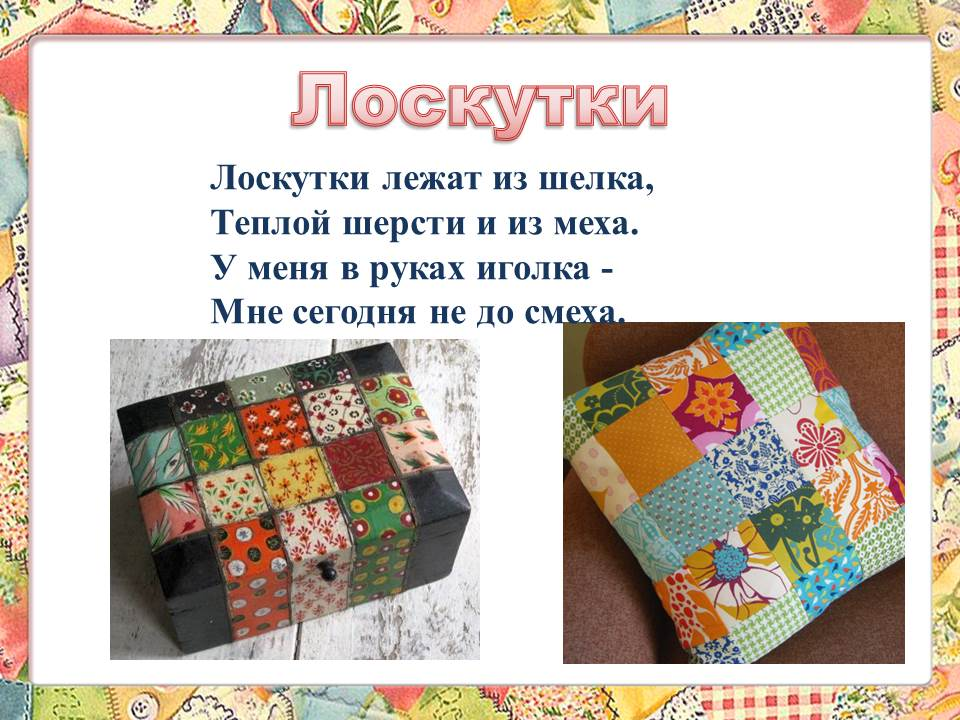 Лоскутки
Лоскутки лежат из шелка,
Теплой шерсти и из меха.
У меня в руках иголка -
Мне сегодня не до смеха.